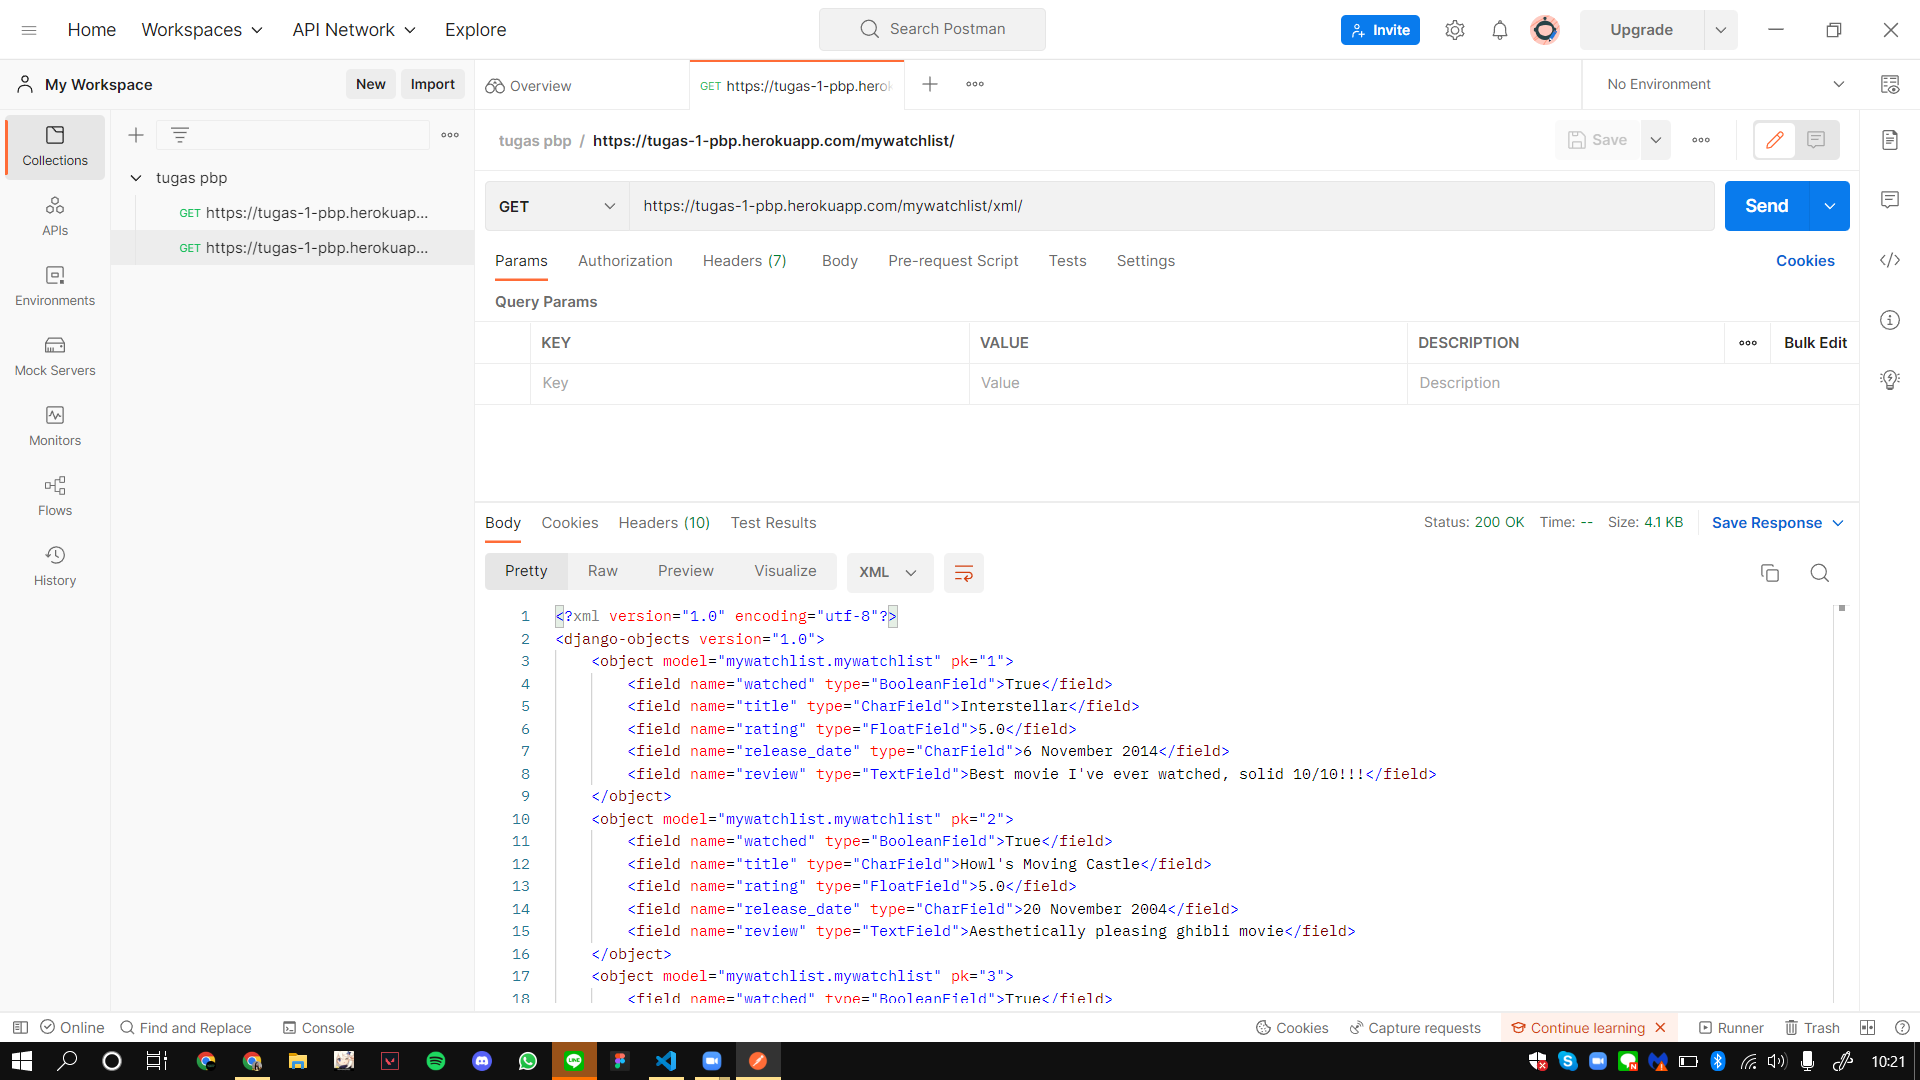 Home
Workspaces
API Network
Explore
Search Postman
Invite
Upgrade
My Workspace
New
Import
Overview
GET https://tugas-1-pbp.herok
No Environment
Collections
APIs
Environments
Mock Servers
Monitors
Flows
History
tugas pbp
GET https://tugas-1-pbp.herokuap...
GET https://tugas-1-pbp.herokuap...
tugas pbp / https://tugas-1-pbp.herokuapp.com/mywatchlist/
Save
GET
https://tugas-1-pbp.herokuapp.com/mywatchlist/xml/
Send
Params
Authorization
Headers (7)
Body
Pre-request Script
Tests
Settings
Cookies
Query Params
KEY
VALUE
DESCRIPTION
Bulk Edit
Key
Value
Description
Body
Cookies
Headers (10)
Test Results
Status: 200 OK
Time: --
Size: 4.1 KB
Save Response
Pretty
Raw
Preview
Visualize
XML
1 <?xml version="1.0" encoding="utf-8"?>
2 <django-objects version="1.0">
3 <object model="mywatchlist.mywatchlist" pk="1">
4 <field name="watched" type="BooleanField">True</field>
5 <field name="title" type="CharField">Interstellar</field>
6 <field name="rating" type="FloatField">5.0</field>
7 <field name="release_date" type="CharField">6 November 2014</field>
8 <field name="review" type="TextField">Best movie I've ever watched, solid 10/10!!!</field>
9 </object>
10 <object model="mywatchlist.mywatchlist" pk="2">
11 <field name="watched" type="BooleanField">True</field>
12 <field name="title" type="CharField">Howl's Moving Castle</field>
13 <field name="rating" type="FloatField">5.0</field>
14 <field name="release_date" type="CharField">20 November 2004</field>
15 <field name="review" type="TextField">Aesthetically pleasing ghibli movie</field>
16 </object>
17 <object model="mywatchlist.mywatchlist" pk="3">
18 <field name="watched" type="BooleanField">True</field>
Online
Find and Replace
Console
Cookies
Capture requests
Continue learning
Runner
Trash
10:21